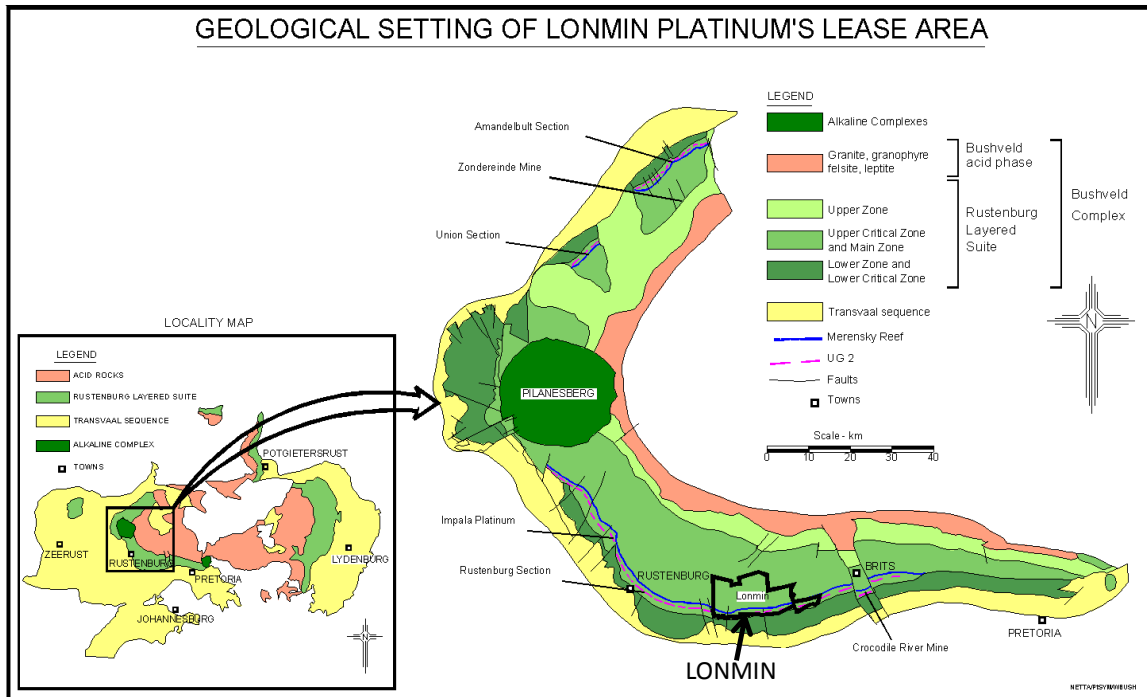 GEOLOGICAL SETTING OF LONMIN PLATINUM'S LEASE AREA
LEGEND
Alkaline Complexes
Granite, granophyre
felsite, leptite
Bushveld
acid phase
Upper Zone
Upper Critical Zone
and Main Zone
Lower Zone and
Lower Critical Zone
Rustenburg
Layered
Suite
Bushveld
Complex
Transvaal sequence
Merensky Reef
UG 2
Faults
Towns
N
Scale - km
0 10 20 30 40
Amandelbult Section
Zondereinde Mine
Union Section
PILANESBERG
Impala Platinum
Rustenburg Section
RUSTENBURG
Lonmin
BRITS
Crocodile River Mine
PRETORIA
LONMIN
LOCALITY MAP
LEGEND
ACID ROCKS
RUSTENBURG LAYERED SUITE
TRANSVAAL SEQUENCE
ALKALINE COMPLEX
TOWNS
POTGIETERSRUST
ZEERUST
RUSTENBURG
PRETORIA
LYDENBURG
JOHANNESBURG
N